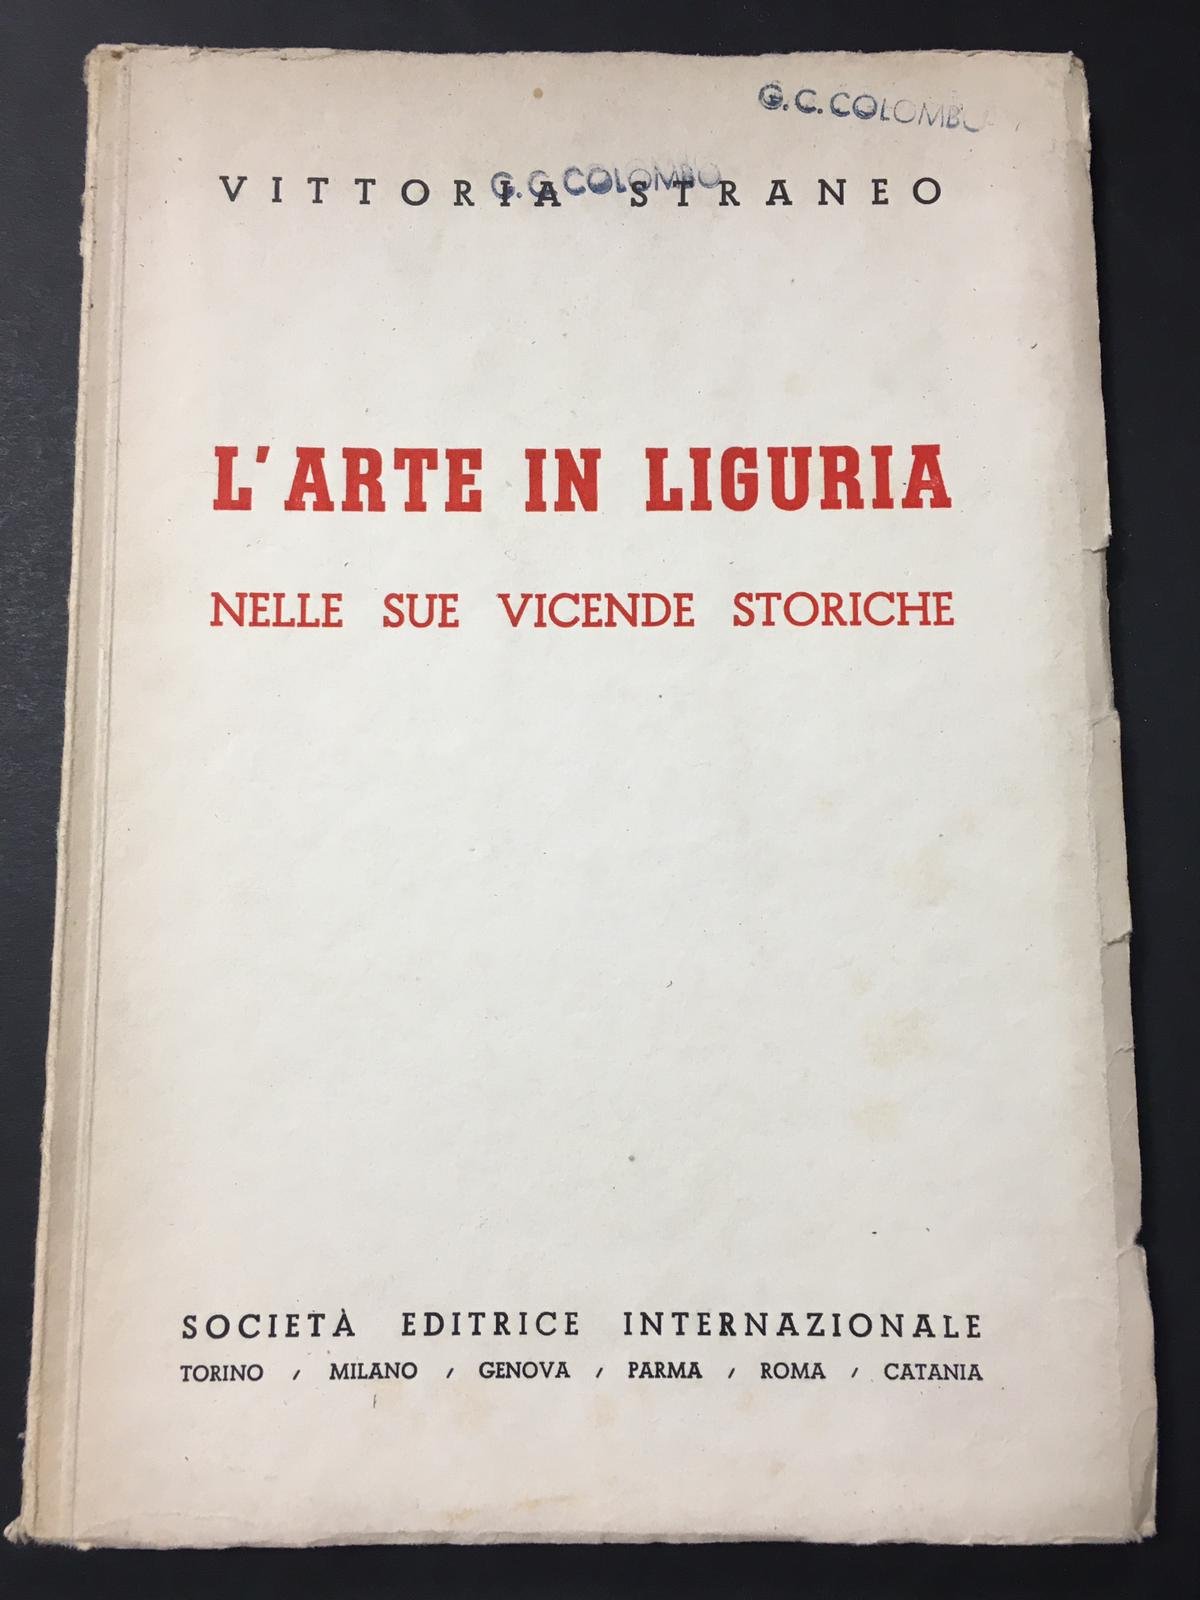 G. C. COLOMBO
G. C. COLOMBO
VITTORIA STRANEO
L'ARTE IN LIGURIA
NELLE SUE VICENDE STORICHE
SOCIETÀ EDITRICE INTERNAZIONALE
TORINO / MILANO / GENOVA / PARMA / ROMA / CATANIA